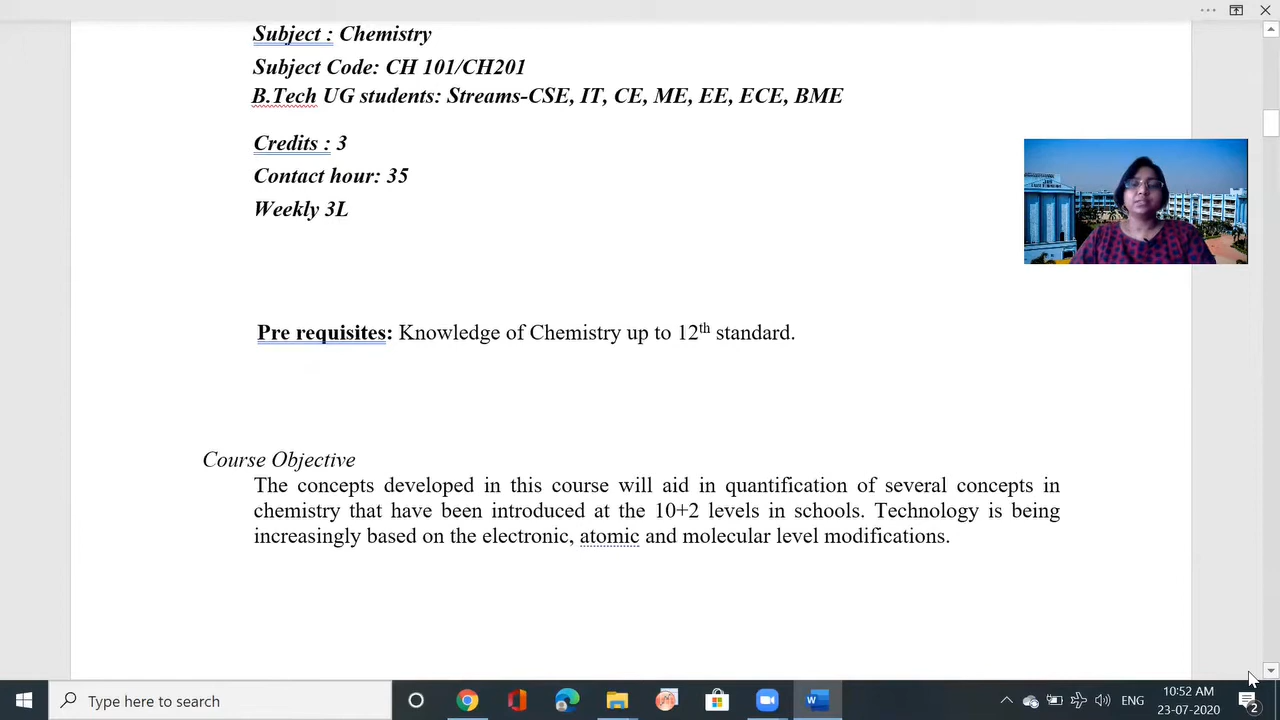 Subject : Chemistry
Subject Code: CH 101/CH201
B.Tech UG students: Streams-CSE, IT, CE, ME, EE, ECE, BME
Credits : 3
Contact hour: 35
Weekly 3L
Pre requisites: Knowledge of Chemistry up to 12th standard.
Course Objective
The concepts developed in this course will aid in quantification of several concepts in
chemistry that have been introduced at the 10+2 levels in schools. Technology is being
increasingly based on the electronic, atomic and molecular level modifications.
Type here to search
ENG
10:52 AM
23-07-2020
2